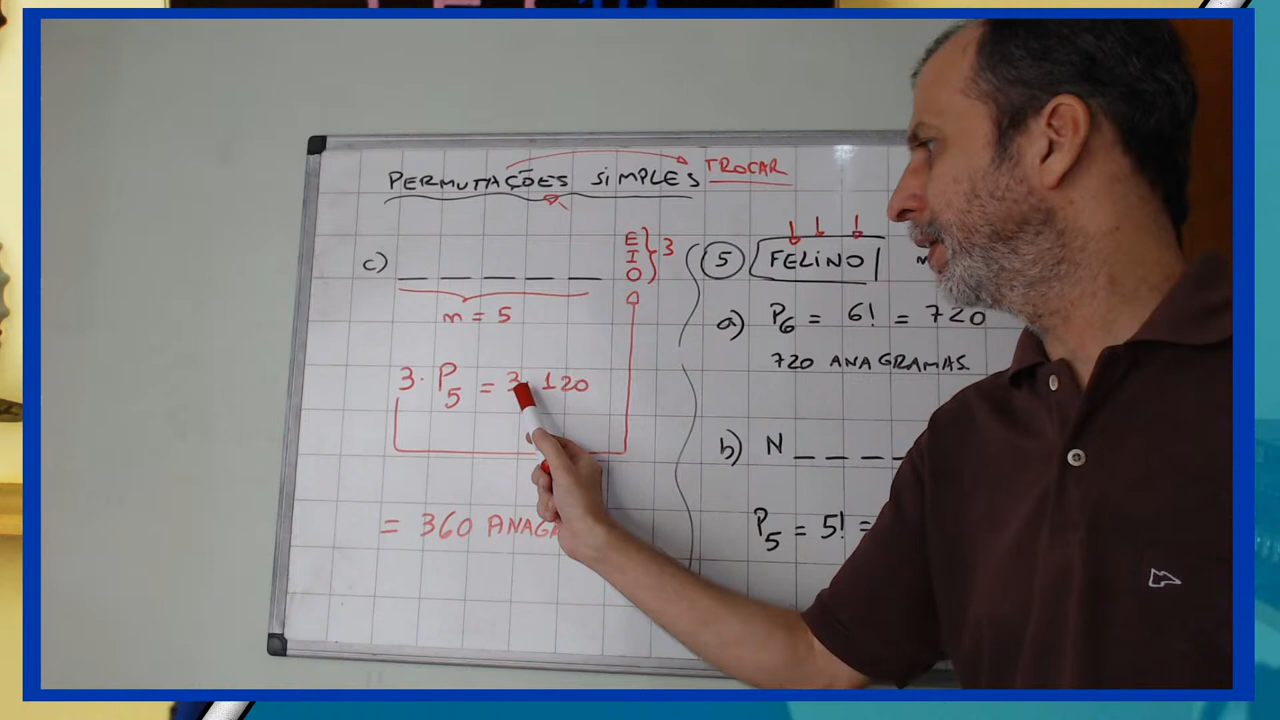 PERMUTAÇÕES SIMPLES TROCAR
c) _ _ _ _ _ E I O } 3
m = 5
3 · P5 = 3 · 120
= 360 ANAG
5 FELINO
a) P6 = 6! = 720
720 ANAGRAMAS
b) N _ _ _ _
P5 = 5! =